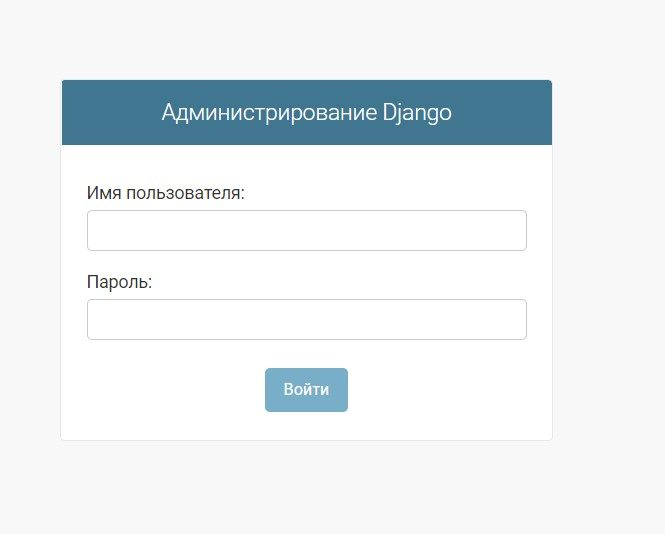 Администрирование Django
Имя пользователя:
Пароль:
Войти